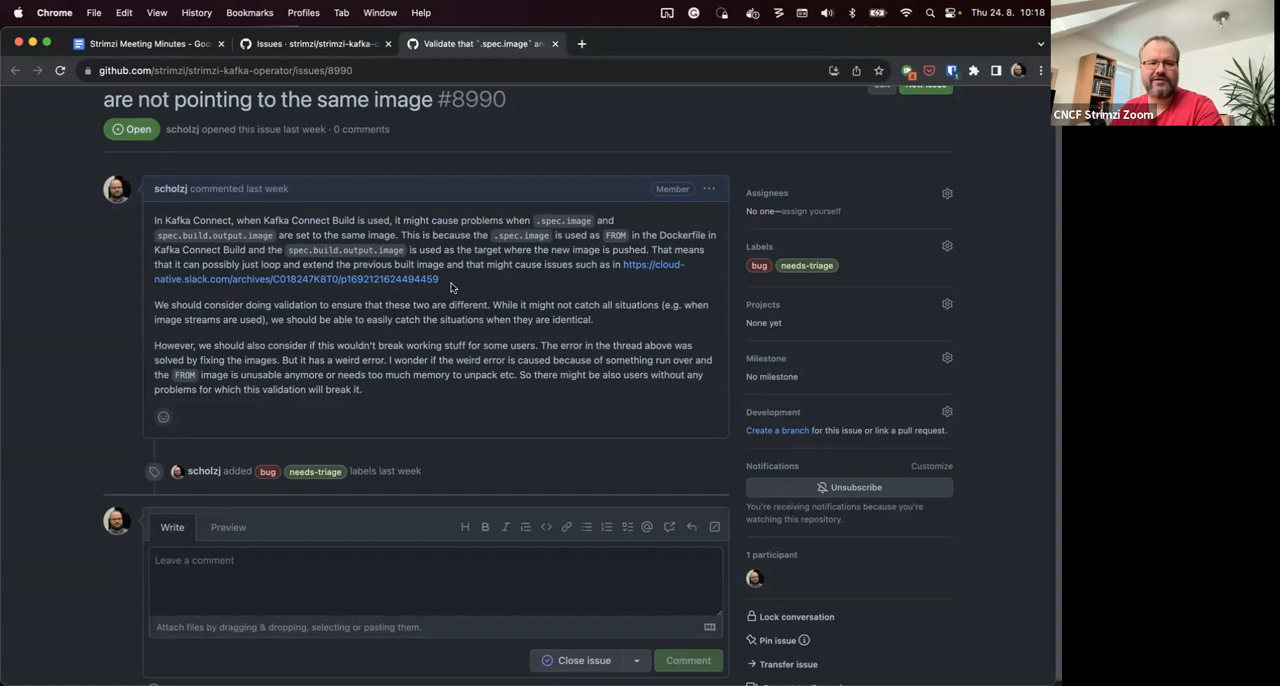 Chrome File Edit View History Bookmarks Profiles Tab Window Help Thu 24. 8. 10:18
Strimzi Meeting Minutes - Goo
Issues · strimzi/strimzi-kafka-o
Validate that `.spec.image` an
github.com/strimzi/strimzi-kafka-operator/issues/8990
CNCF Strimzi Zoom
are not pointing to the same image #8990
Edit New issue
Open scholzj opened this issue last week · 0 comments
scholzj commented last week Member
In Kafka Connect, when Kafka Connect Build is used, it might cause problems when .spec.image and
spec.build.output.image are set to the same image. This is because the .spec.image is used as FROM in the Dockerfile in
Kafka Connect Build and the spec.build.output.image is used as the target where the new image is pushed. That means
that it can possibly just loop and extend the previous built image and that might cause issues such as in https://cloud-
native.slack.com/archives/C018247K8T0/p1692121624494459
We should consider doing validation to ensure that these two are different. While it might not catch all situations (e.g. when
image streams are used), we should be able to easily catch the situations when they are identical.
However, we should also consider if this wouldn't break working stuff for some users. The error in the thread above was
solved by fixing the images. But it has a weird error. I wonder if the weird error is caused because of something run over and
the FROM image is unusable anymore or needs too much memory to unpack etc. So there might be also users without any
problems for which this validation will break it.
scholzj added bug needs-triage labels last week
Write Preview
Leave a comment
Attach files by dragging & dropping, selecting or pasting them.
Close issue Comment
Assignees
No one—assign yourself
Labels
bug needs-triage
Projects
None yet
Milestone
No milestone
Development
Create a branch for this issue or link a pull request.
Notifications Customize
Unsubscribe
You're receiving notifications because you're
watching this repository.
1 participant
Lock conversation
Pin issue
Transfer issue